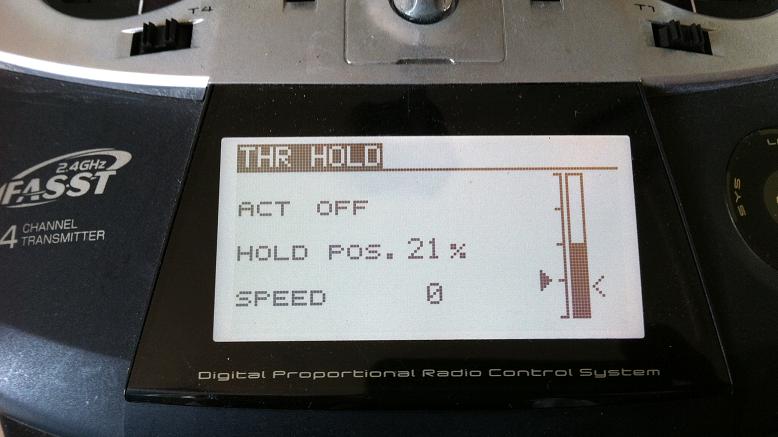 T4
T1
THR HOLD
2.4GHz
FASST
ACT OFF
4 CHANNEL
TRANSMITTER
SYS
HOLD POS. 21%
SPEED 0
Digital Proportional Radio Control System